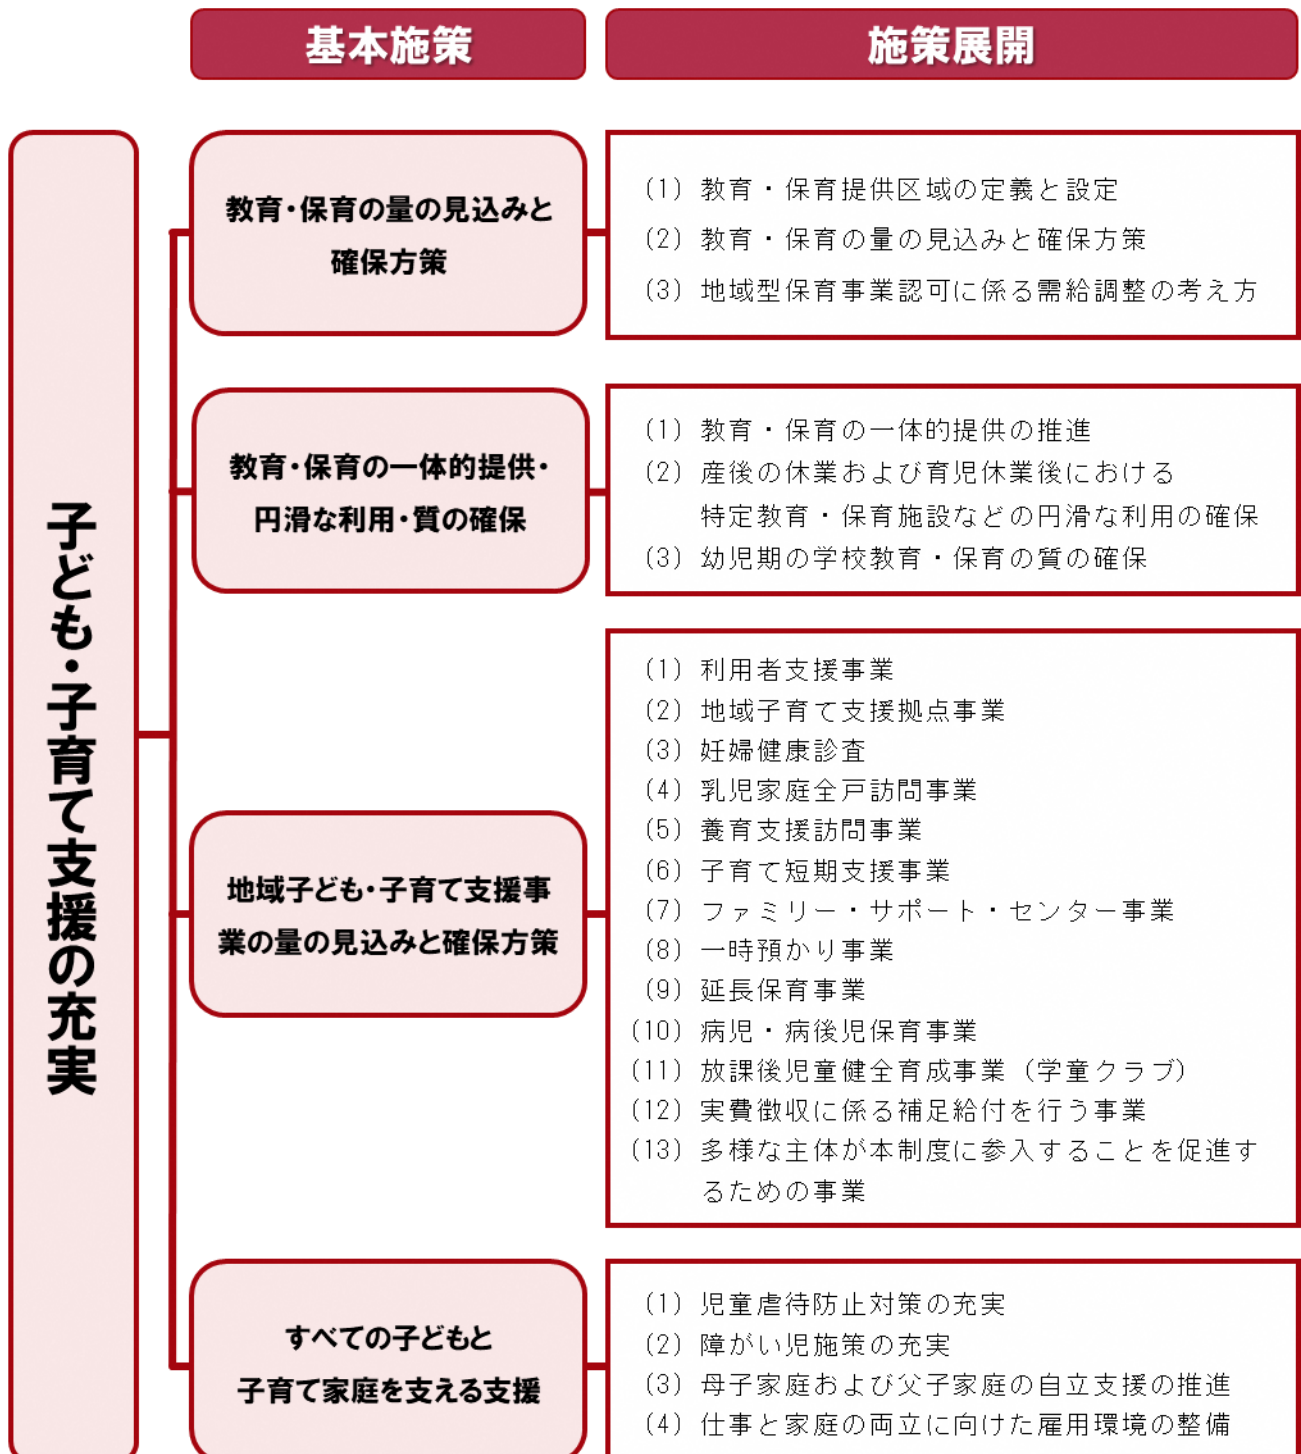 基本施策
施策展開
子ども・子育て支援の充実
教育・保育の量の見込みと
確保方策
(1) 教育・保育提供区域の定義と設定
(2) 教育・保育の量の見込みと確保方策
(3) 地域型保育事業認可に係る需給調整の考え方
教育・保育の一体的提供・
円滑な利用・質の確保
(1) 教育・保育の一体的提供の推進
(2) 産後の休業および育児休業後における
特定教育・保育施設などの円滑な利用の確保
(3) 幼児期の学校教育・保育の質の確保
地域子ども・子育て支援事
業の量の見込みと確保方策
(1) 利用者支援事業
(2) 地域子育て支援拠点事業
(3) 妊婦健康診査
(4) 乳児家庭全戸訪問事業
(5) 養育支援訪問事業
(6) 子育て短期支援事業
(7) ファミリー・サポート・センター事業
(8) 一時預かり事業
(9) 延長保育事業
(10) 病児・病後児保育事業
(11) 放課後児童健全育成事業（学童クラブ）
(12) 実費徴収に係る補足給付を行う事業
(13) 多様な主体が本制度に参入することを促進す
るための事業
すべての子どもと
子育て家庭を支える支援
(1) 児童虐待防止対策の充実
(2) 障がい児施策の充実
(3) 母子家庭および父子家庭の自立支援の推進
(4) 仕事と家庭の両立に向けた雇用環境の整備